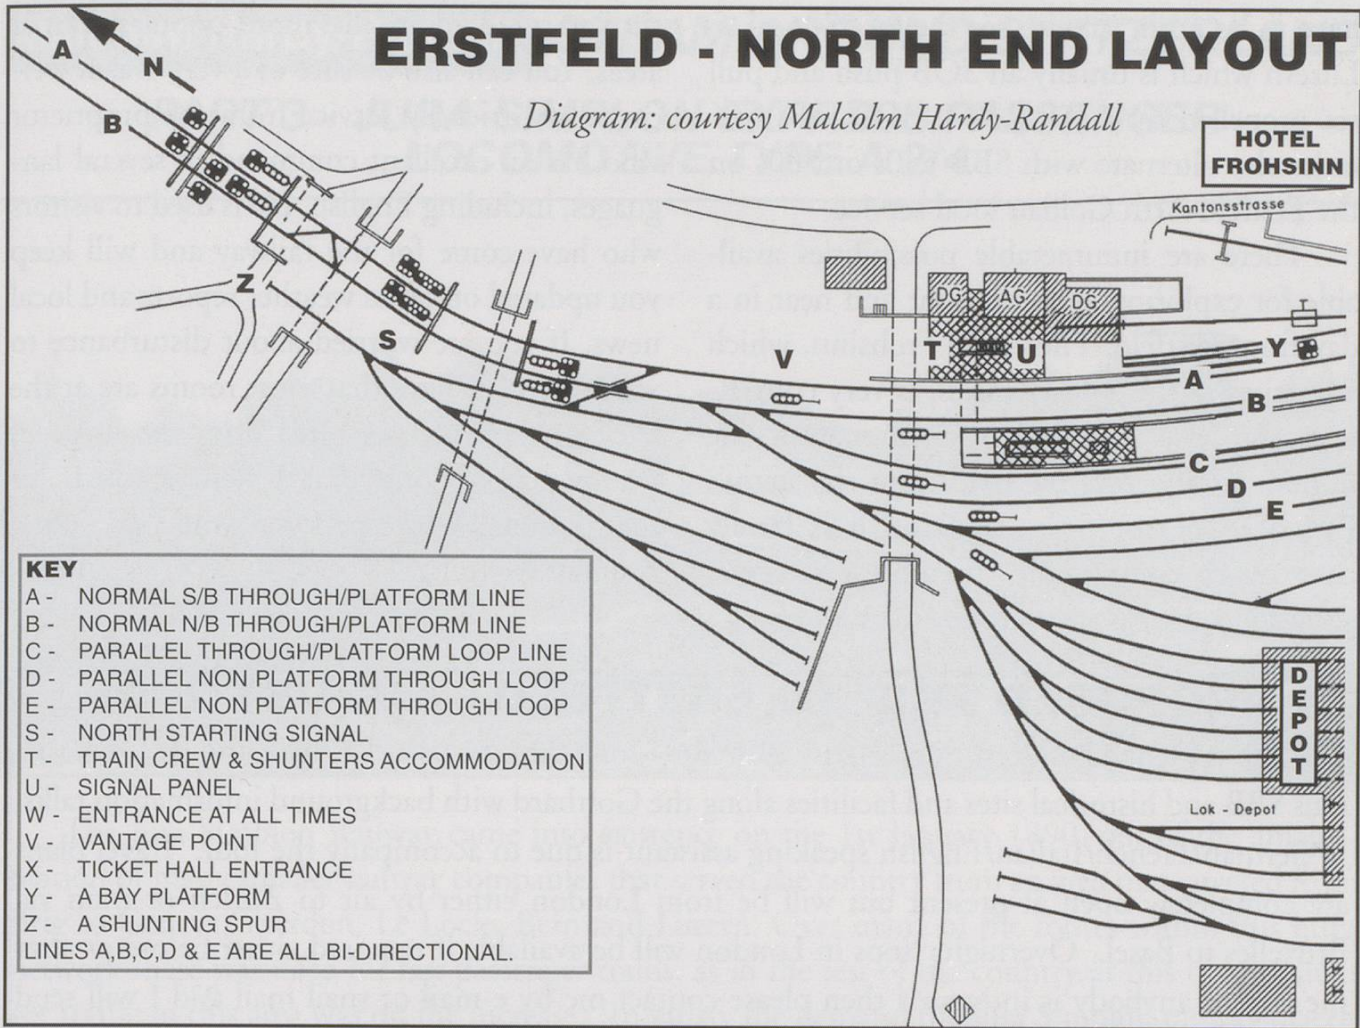 ERSTFELD - NORTH END LAYOUT
Diagram: courtesy Malcolm Hardy-Randall
N
A
B
HOTEL
FROHSINN
Kantonsstrasse
Z
S
V
DG
AG
DG
T
U
Y
A
B
C
D
E
KEY
A - NORMAL S/B THROUGH/PLATFORM LINE
B - NORMAL N/B THROUGH/PLATFORM LINE
C - PARALLEL THROUGH/PLATFORM LOOP LINE
D - PARALLEL NON PLATFORM THROUGH LOOP
E - PARALLEL NON PLATFORM THROUGH LOOP
S - NORTH STARTING SIGNAL
T - TRAIN CREW & SHUNTERS ACCOMMODATION
U - SIGNAL PANEL
W - ENTRANCE AT ALL TIMES
V - VANTAGE POINT
X - TICKET HALL ENTRANCE
Y - A BAY PLATFORM
Z - A SHUNTING SPUR
LINES A,B,C,D & E ARE ALL BI-DIRECTIONAL.
DEPOT
Lok - Depot